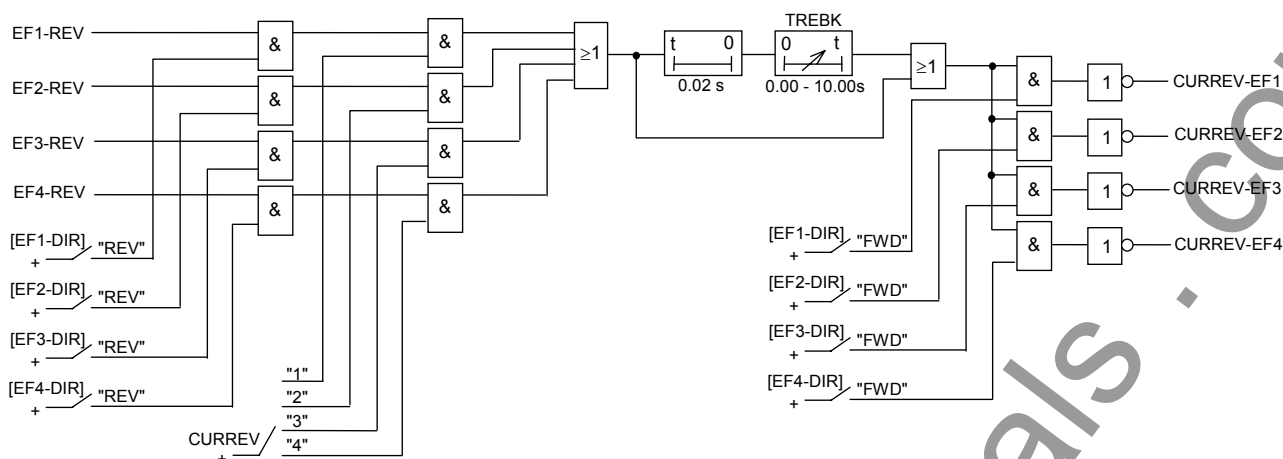 TREBK
EF1-REV & & ≥1 t 0 0 t ≥1 & 1 CURREV-EF1
0.02 s 0.00 - 10.00s
EF2-REV & & & 1 CURREV-EF2
EF3-REV & & & 1 CURREV-EF3
EF4-REV & & & 1 CURREV-EF4
[EF1-DIR] "REV"
+
[EF2-DIR] "REV"
+
[EF3-DIR] "REV"
+
[EF4-DIR] "REV"
+
"1"
"2"
"3"
CURREV "4"
+
[EF1-DIR] "FWD"
+
[EF2-DIR] "FWD"
+
[EF3-DIR] "FWD"
+
[EF4-DIR] "FWD"
+
als . co